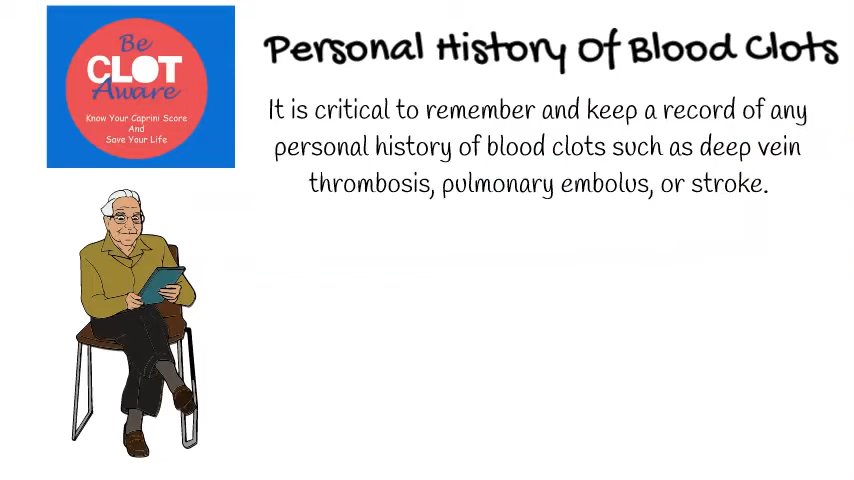 Be
CLOT
Aware
Know Your Caprini Score
And
Save Your Life
Personal History Of Blood Clots
It is critical to remember and keep a record of any
personal history of blood clots such as deep vein
thrombosis, pulmonary embolus, or stroke.